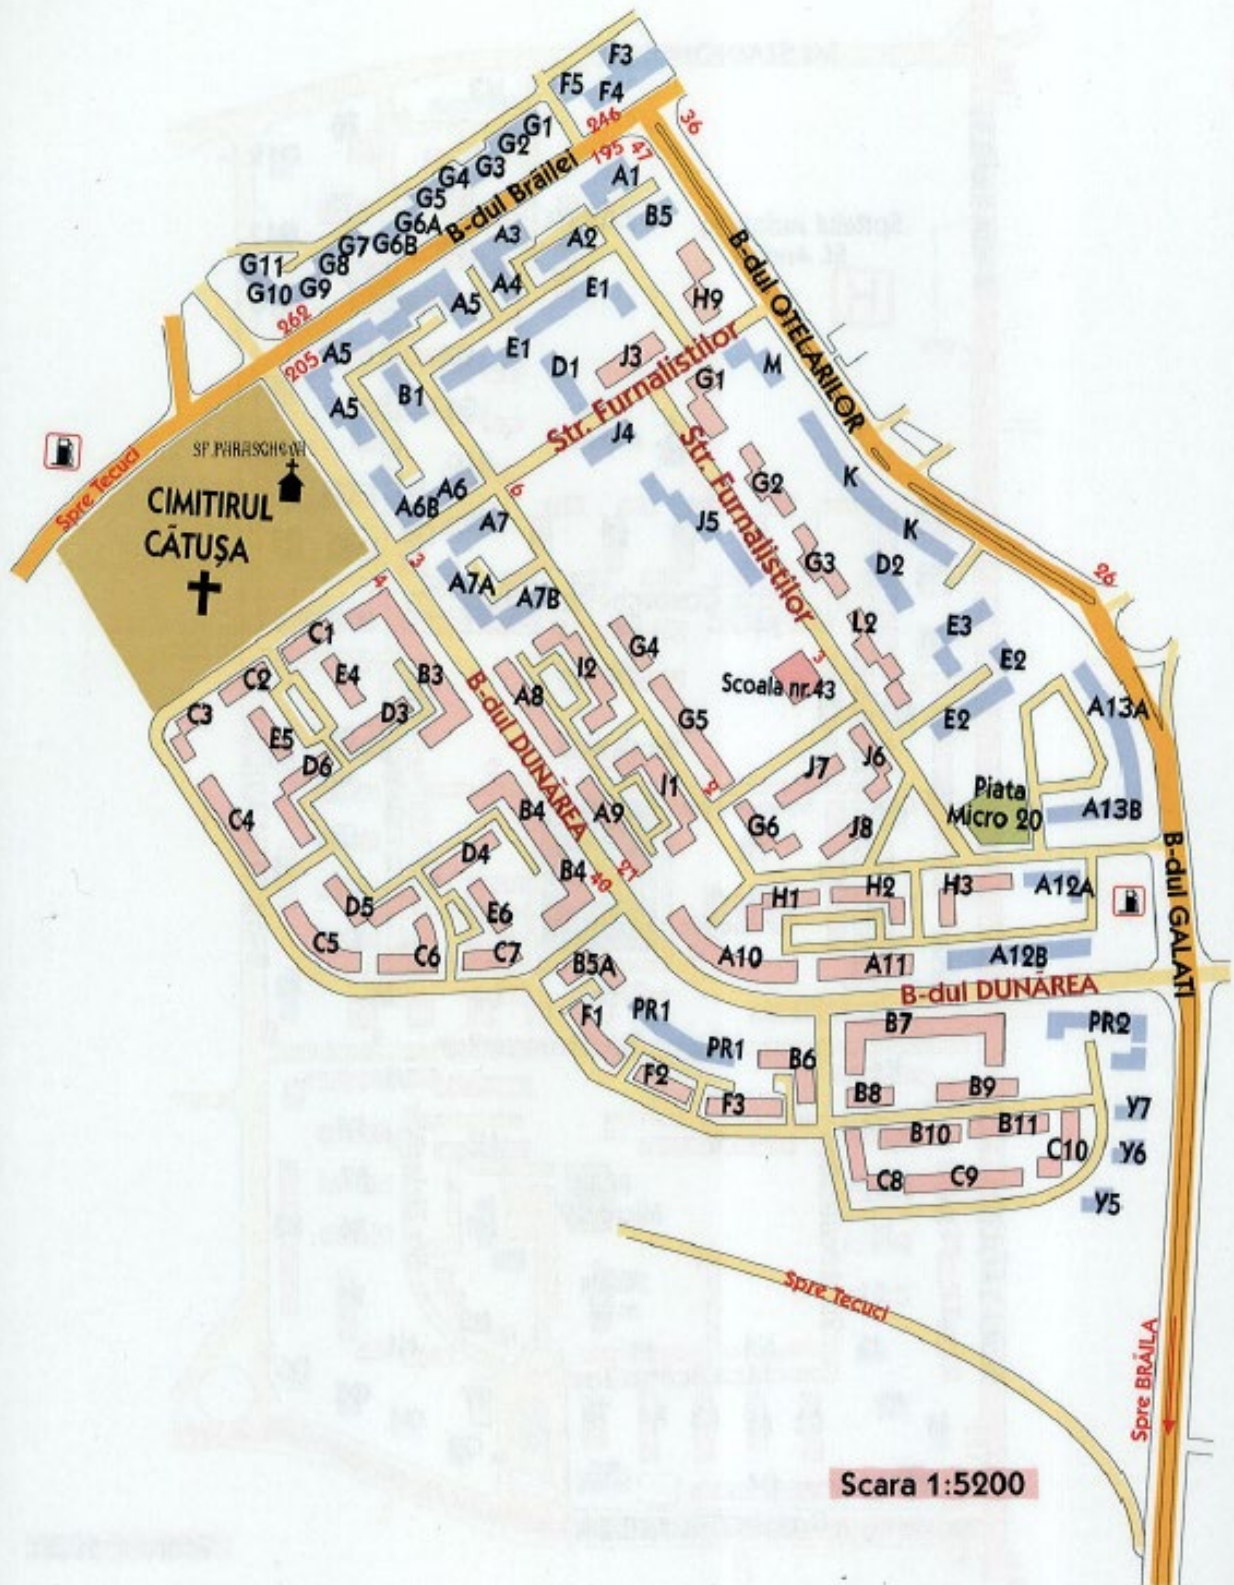 F3
F5
F4
246
36
G1
G2
195
47
G3
G4
A1
G5
B-dul Brăilei
G6A
B5
G7
G6B
A3
A2
G11
G8
G10
G9
A4
E1
H9
B-dul OȚELARILOR
262
A5
205
A5
E1
J3
D1
M
B1
A5
Str. Furnaliștilor
G1
J4
SF. PARASCHEVA
Spre Tecuci
CIMITIRUL
CĂTUȘA
K
G2
A6
6
A6B
A7
J5
Str. Furnaliștilor
K
3
4
A7A
A7B
G3
D2
26
C1
L2
E3
G4
I2
E2
C2
E4
B3
3
Scoala nr.43
A8
C3
D3
G5
E2
A13A
E5
B-dul DUNĂREA
D6
J6
J7
I1
2
Piata
Micro 20
C4
B4
A9
G6
J8
A13B
D4
B4
21
40
B-dul GALATI
D5
E6
H1
H2
H3
A12A
C5
C6
C7
A10
A11
A12B
B5A
B-dul DUNĂREA
F1
PR1
B7
PR2
PR1
B6
F2
B8
B9
F3
Y7
B10
B11
C10
Y6
C8
C9
Y5
Spre Tecuci
Spre BRĂILA
Scara 1:5200